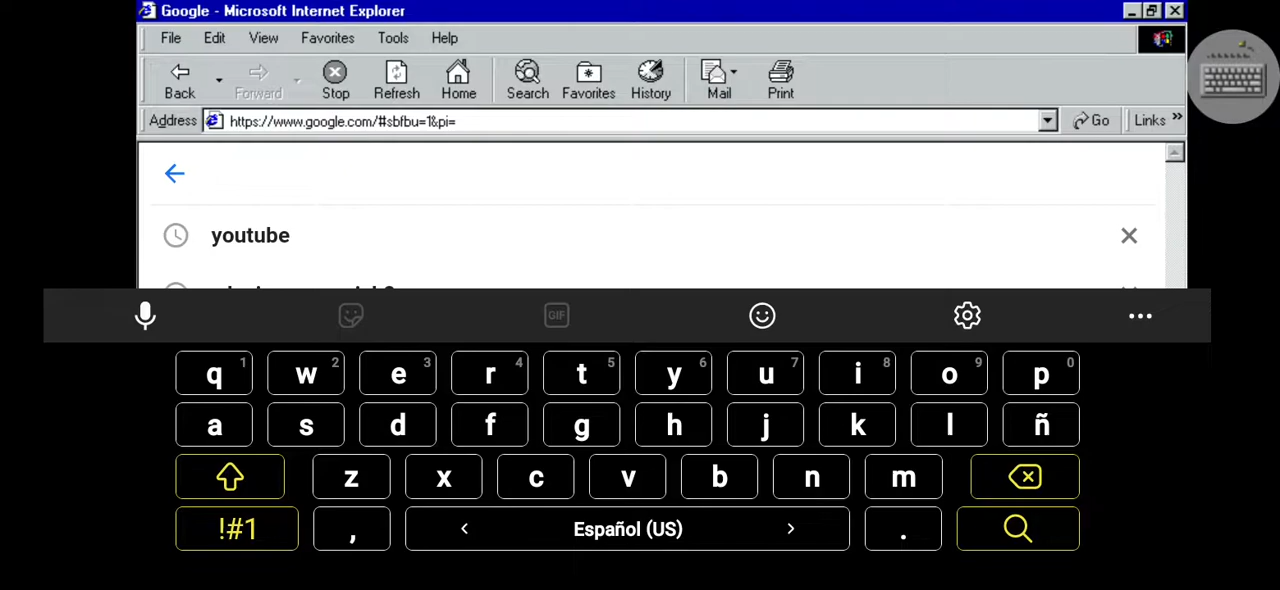 Google - Microsoft Internet Explorer
File Edit View Favorites Tools Help
Back Forward Stop Refresh Home Search Favorites History Mail Print
Address https://www.google.com/#sbfbu=1&pi= Go Links »
youtube
GIF
q 1 w 2 e 3 r 4 t 5 y 6 u 7 i 8 o 9 p 0
a s d f g h j k l ñ
z x c v b n m
!#1 , < Español (US) > .